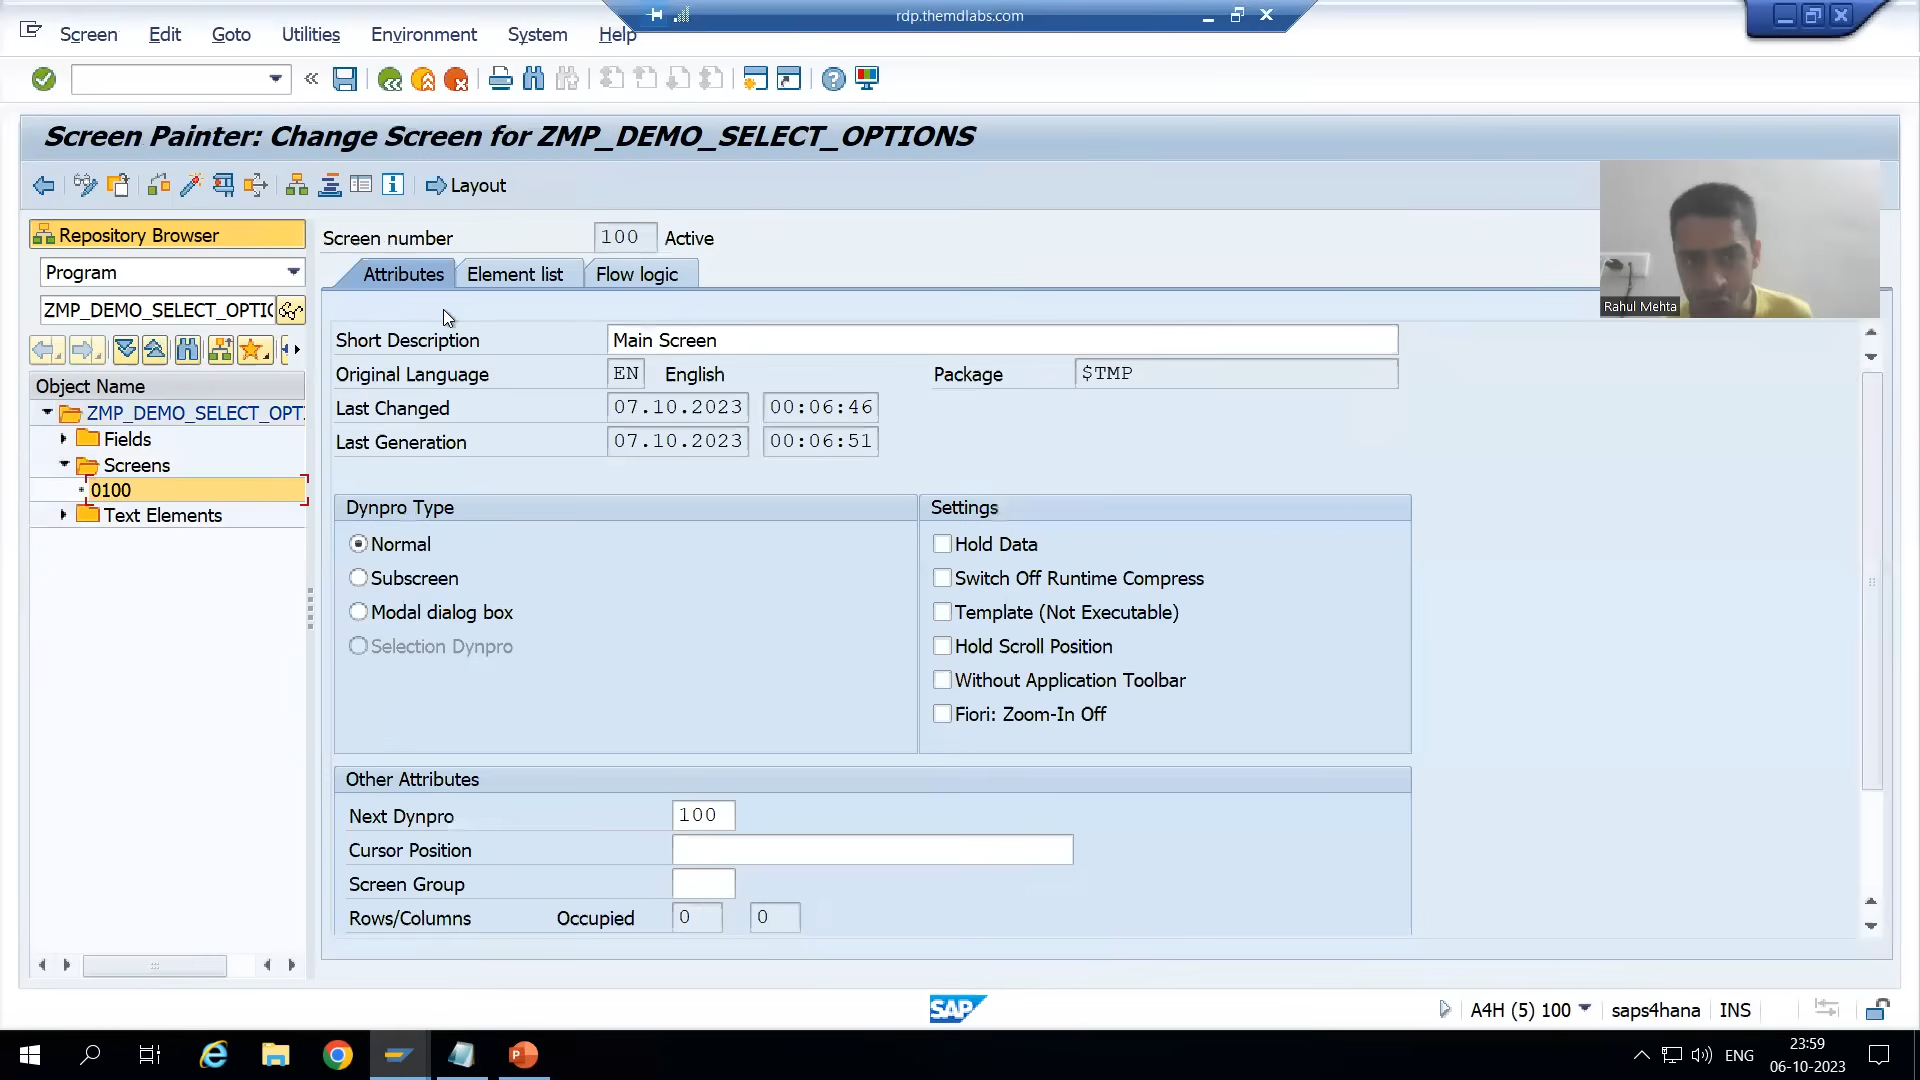 rdp.themdlabs.com
Screen Edit Goto Utilities Environment System Help
Screen Painter: Change Screen for ZMP_DEMO_SELECT_OPTIONS
Layout
Repository Browser
Program
ZMP_DEMO_SELECT_OPTIO
Object Name
ZMP_DEMO_SELECT_OPTI
Fields
Screens
0100
Text Elements
Screen number 100 Active
Attributes Element list Flow logic
Short Description Main Screen
Original Language EN English Package $TMP
Last Changed 07.10.2023 00:06:46
Last Generation 07.10.2023 00:06:51
Dynpro Type
Normal
Subscreen
Modal dialog box
Selection Dynpro
Settings
Hold Data
Switch Off Runtime Compress
Template (Not Executable)
Hold Scroll Position
Without Application Toolbar
Fiori: Zoom-In Off
Other Attributes
Next Dynpro 100
Cursor Position
Screen Group
Rows/Columns Occupied 0 0
Rahul Mehta
SAP
A4H (5) 100 saps4hana INS
ENG
23:59
06-10-2023